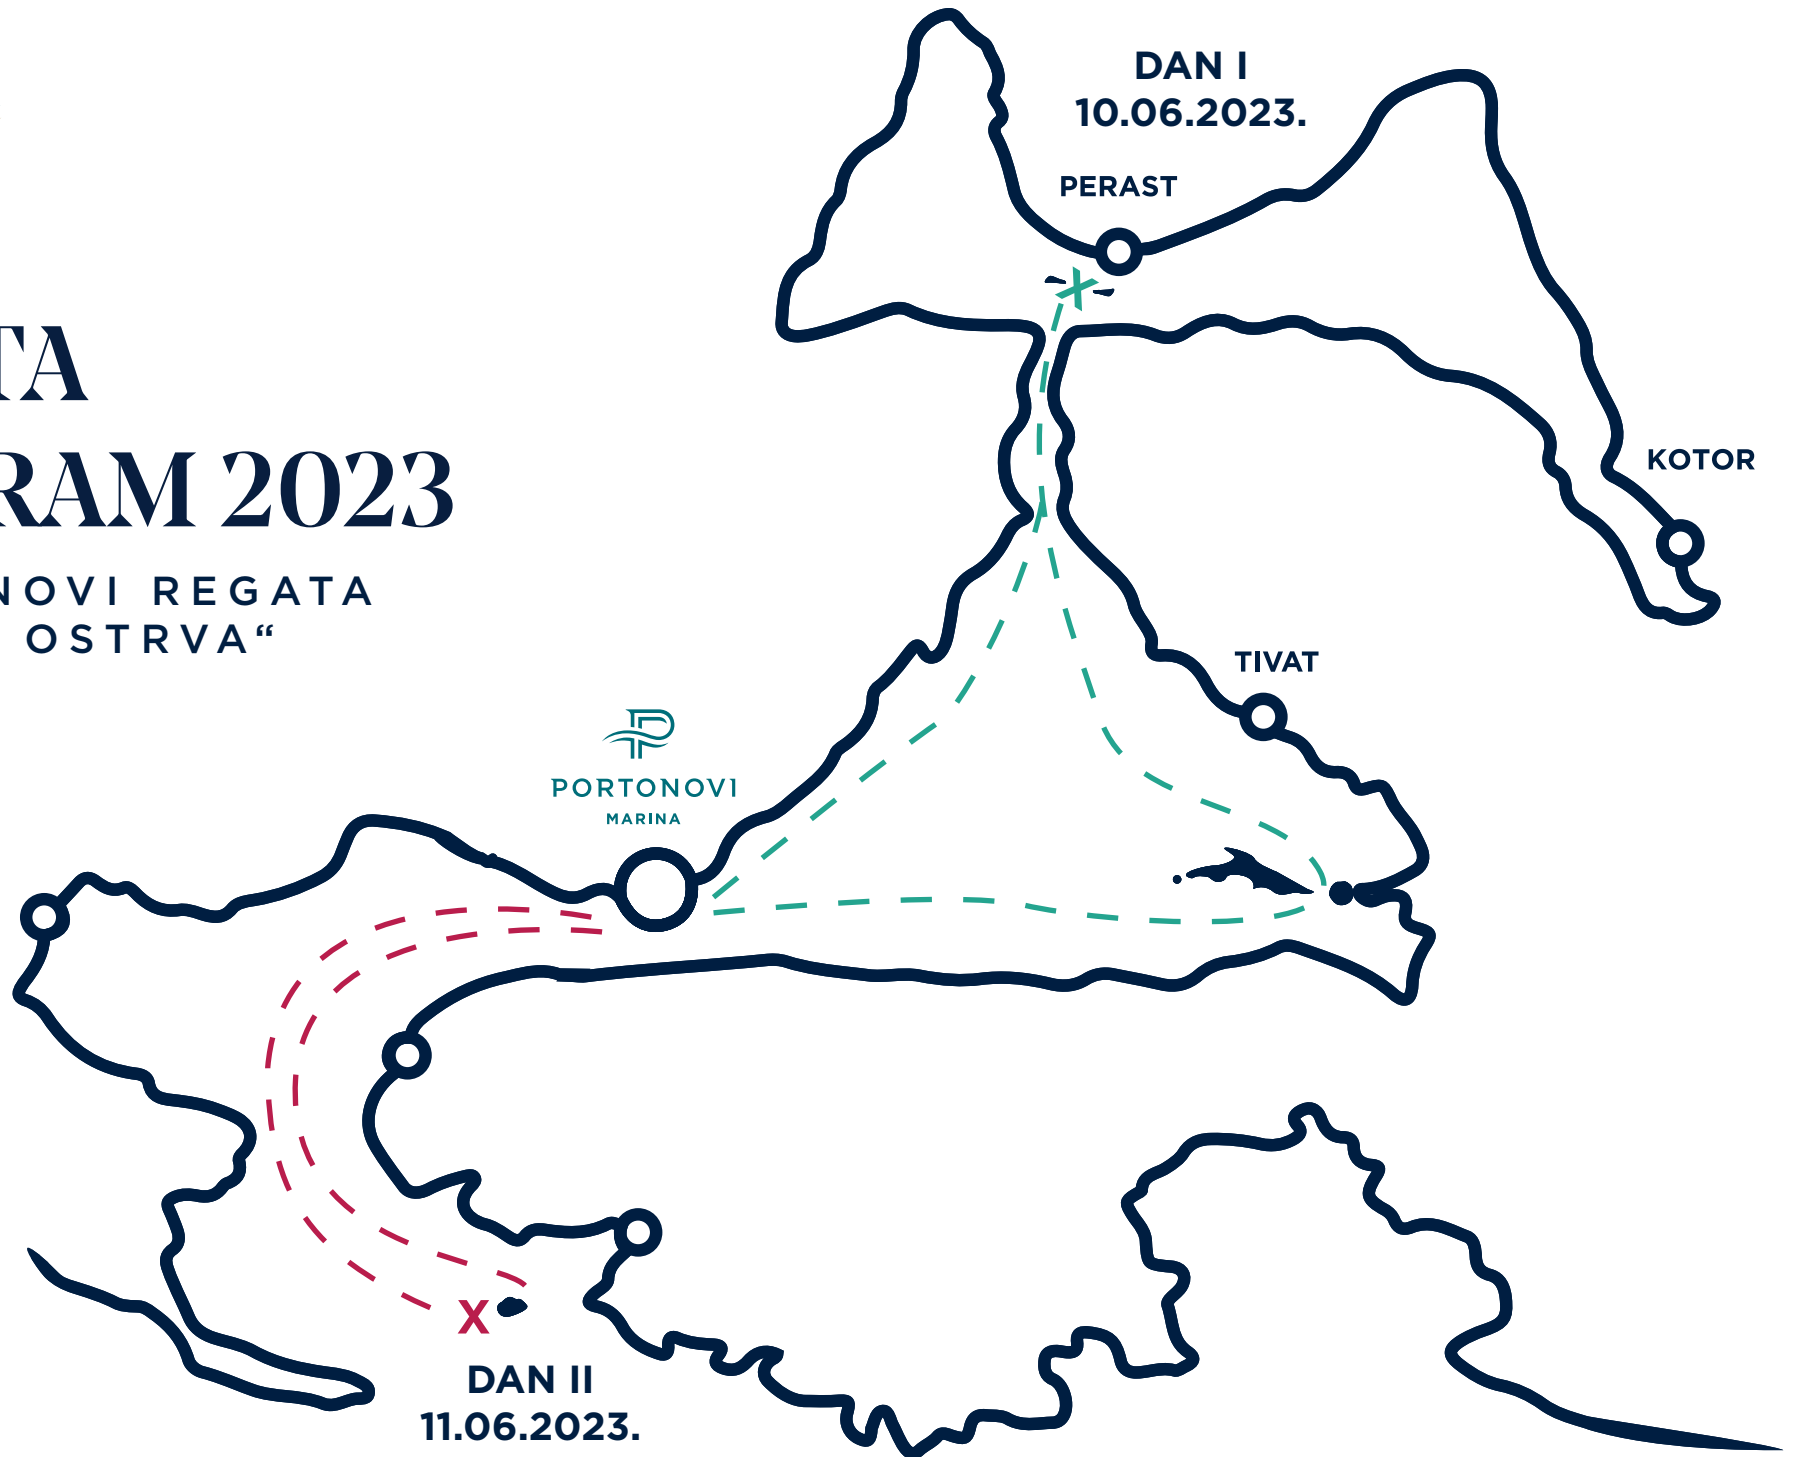 DAN I
10.06.2023.
PERAST
TA
RAM 2023
KOTOR
NOVI REGATA
OSTRVA“
TIVAT
PORTONOVI
MARINA
X
DAN II
11.06.2023.